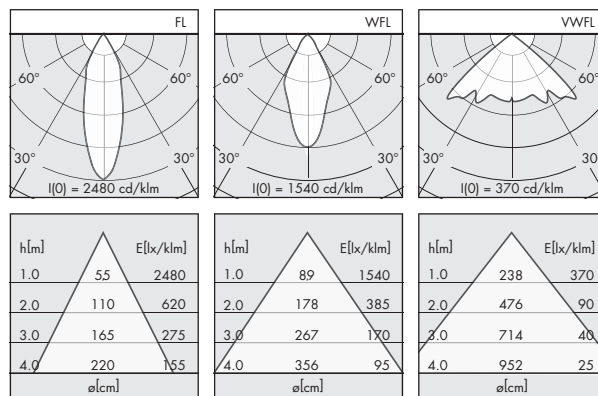 FL
60° 60°
30° 30°
I(0) = 2480 cd/klm
WFL
60° 60°
30° 30°
I(0) = 1540 cd/klm
VWFL
60° 60°
30° 30°
I(0) = 370 cd/klm
h[m] E[lx/klm]
1.0 55 2480
2.0 110 620
3.0 165 275
4.0 220 155
ø[cm]
h[m] E[lx/klm]
1.0 89 1540
2.0 178 385
3.0 267 170
4.0 356 95
ø[cm]
h[m] E[lx/klm]
1.0 238 370
2.0 476 90
3.0 714 40
4.0 952 25
ø[cm]